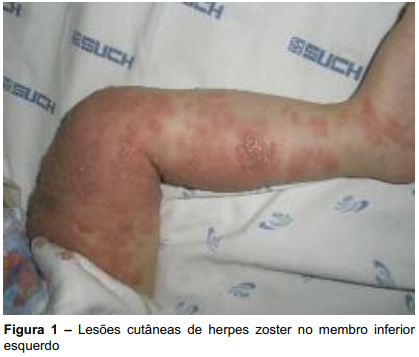 SUCH
SUCH
SUCH
SUCH
Figura 1 – Lesões cutâneas de herpes zoster no membro inferior
esquerdo